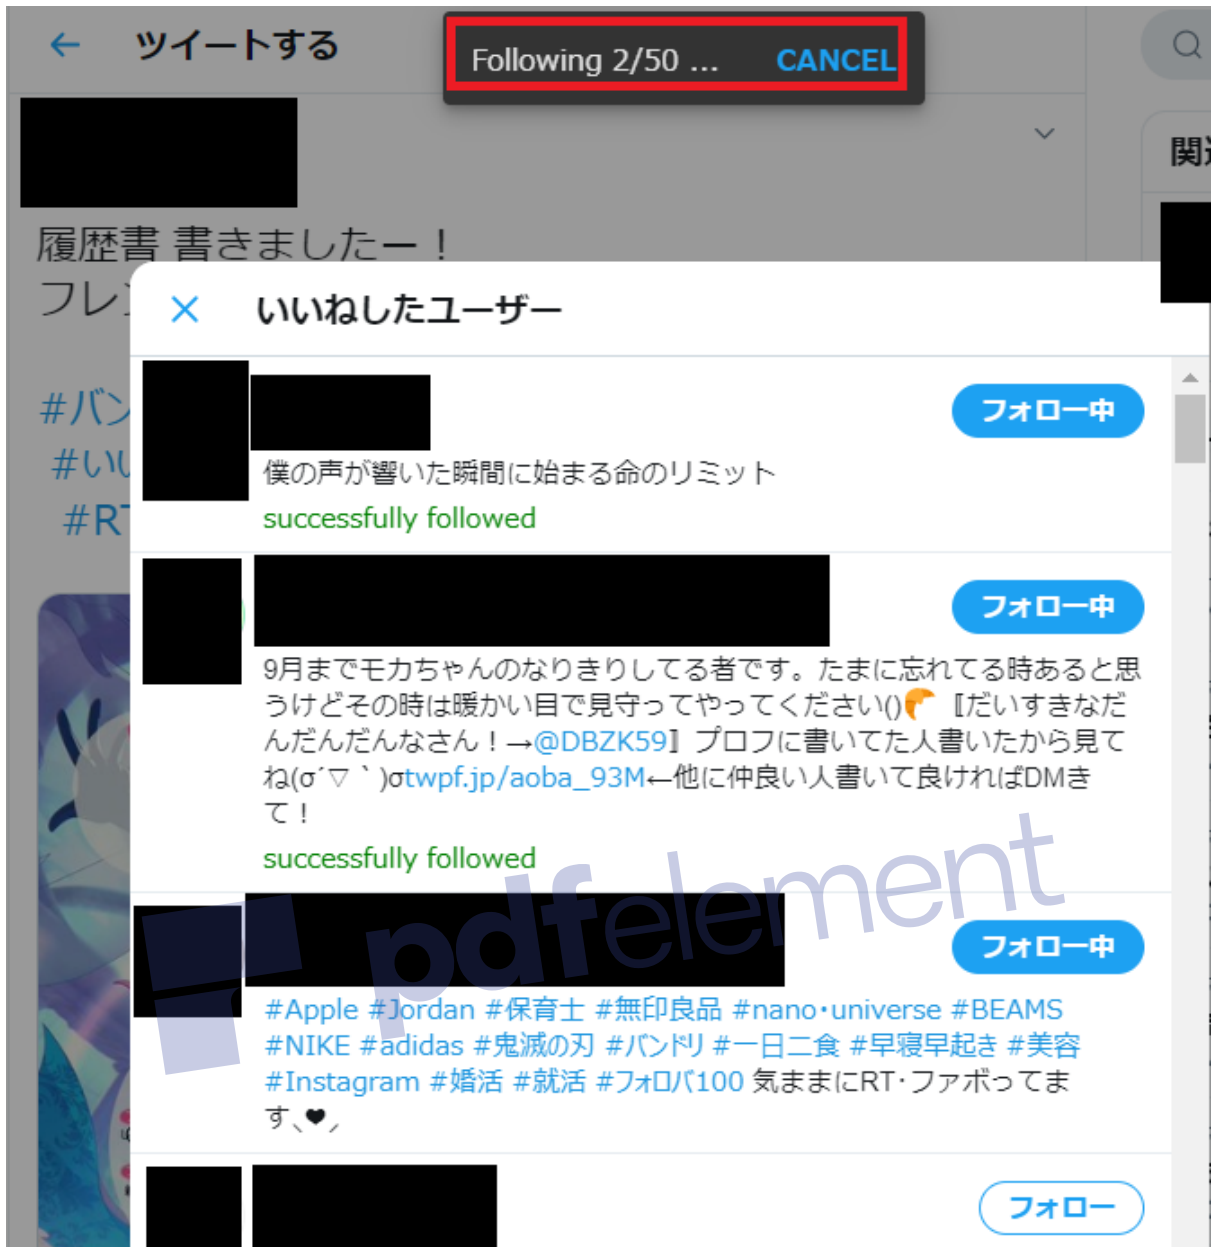 ツイートする
Following 2/50 ... CANCEL
履歴書 書きましたー！
フレ
#バン
#いい
#RT
いいねしたユーザー
フォロー中
僕の声が響いた瞬間に始まる命のリミット
successfully followed
フォロー中
9月までモカちゃんのなりきりしてる者です。たまに忘れてる時あると思
うけどその時は暖かい目で見守ってやってください()🥐〚だいすきなだ
んだんだんなさん！→@DBZK59〛プロフに書いてた人書いたから見て
ね(σ´▽｀)σtwpf.jp/aoba_93M←他に仲良い人書いて良ければDMき
て！
successfully followed
フォロー中
#Apple #Jordan #保育士 #無印良品 #nano･universe #BEAMS
#NIKE #adidas #鬼滅の刃 #バンドリ #一日二食 #早寝早起き #美容
#Instagram #婚活 #就活 #フォロバ100 気ままにRT･ファボってま
す⸜❤︎⸝
フォロー
関
pdfelement